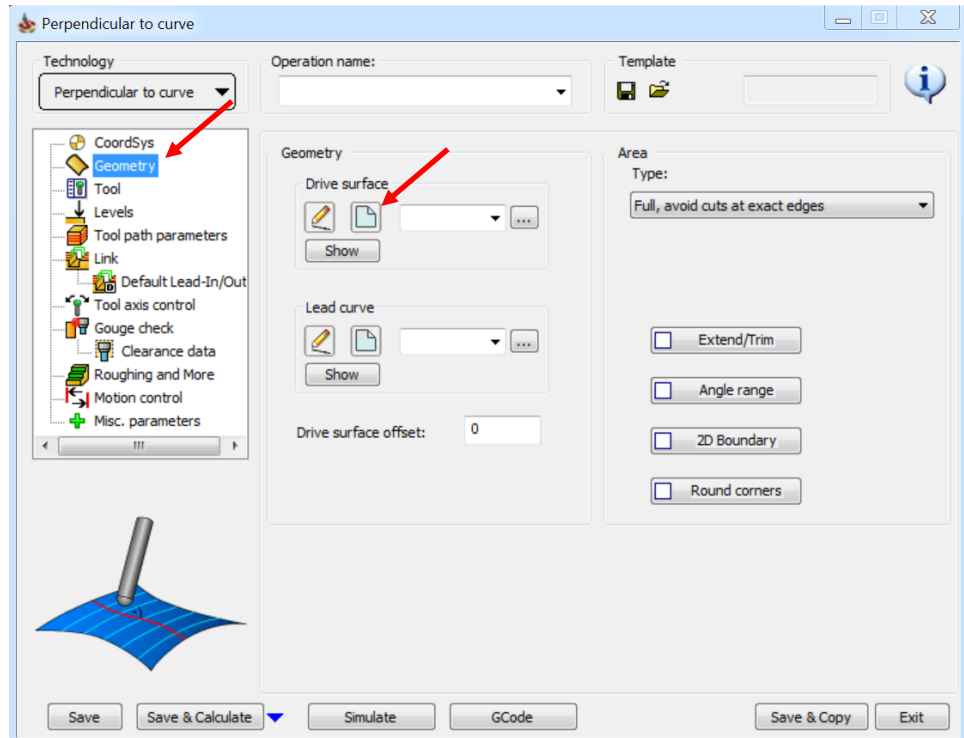 Perpendicular to curve
Technology
Operation name:
Template
Perpendicular to curve
CoordSys
Geometry
Tool
Levels
Tool path parameters
Link
Default Lead-In/Out
Tool axis control
Gouge check
Clearance data
Roughing and More
Motion control
Misc. parameters
Geometry
Drive surface
...
Show
Lead curve
...
Show
Drive surface offset:
0
Area
Type:
Full, avoid cuts at exact edges
Extend/Trim
Angle range
2D Boundary
Round corners
Save
Save & Calculate
Simulate
GCode
Save & Copy
Exit